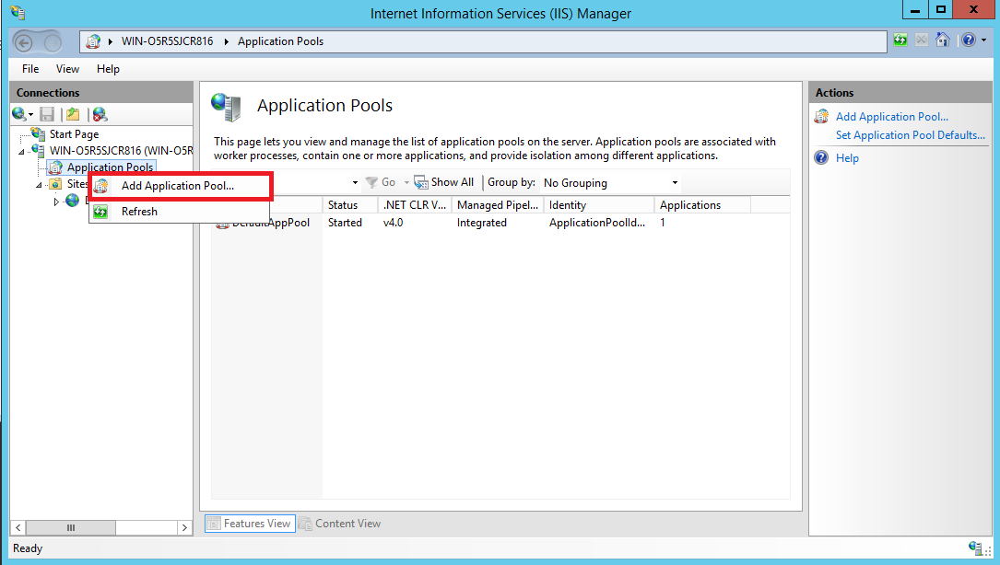 Internet Information Services (IIS) Manager
WIN-O5R5SJCR816 Application Pools
File View Help
Connections
Start Page
WIN-O5R5SJCR816 (WIN-O5R
Application Pools
Sites
Add Application Pool...
Refresh
Application Pools
This page lets you view and manage the list of application pools on the server. Application pools are associated with
worker processes, contain one or more applications, and provide isolation among different applications.
Go Show All Group by: No Grouping
Status .NET CLR V... Managed Pipel... Identity Applications
DefaultAppPool Started v4.0 Integrated ApplicationPoolId... 1
Features View Content View
Actions
Add Application Pool...
Set Application Pool Defaults...
Help
Ready